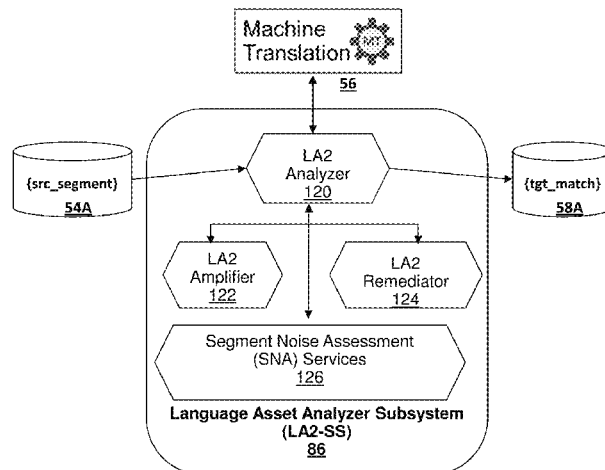 Machine
Translation
MT
56
LA2
Analyzer
120
{src_segment}
54A
{tgt_match}
58A
LA2
Amplifier
122
LA2
Remediator
124
Segment Noise Assessment
(SNA) Services
126
Language Asset Analyzer Subsystem
(LA2-SS)
86